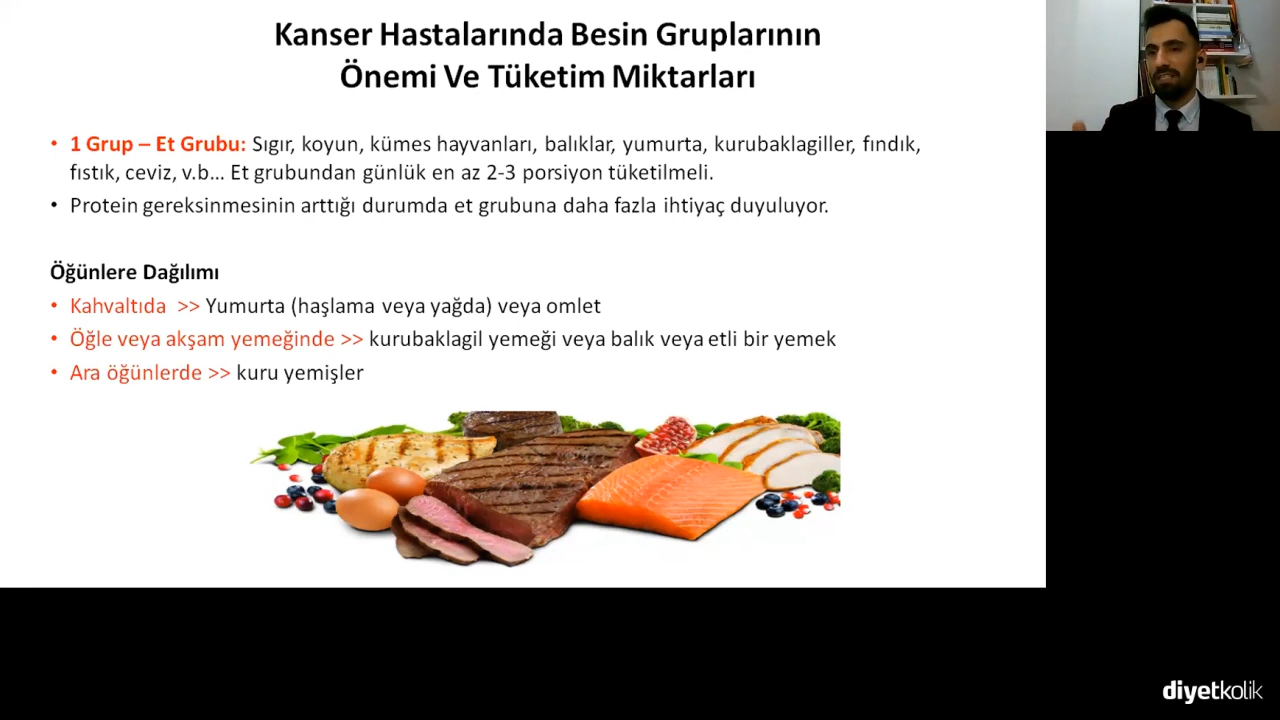 Kanser Hastalarında Besin Gruplarının
Önemi Ve Tüketim Miktarları
• 1 Grup – Et Grubu: Sıgır, koyun, kümes hayvanları, balıklar, yumurta, kurubaklagiller, fındık,
fıstık, ceviz, v.b... Et grubundan günlük en az 2-3 porsiyon tüketilmeli.
• Protein gereksinmesinin arttığı durumda et grubuna daha fazla ihtiyaç duyuluyor.
Öğünlere Dağılımı
• Kahvaltıda >> Yumurta (haşlama veya yağda) veya omlet
• Öğle veya akşam yemeğinde >> kurubaklagil yemeği veya balık veya etli bir yemek
• Ara öğünlerde >> kuru yemişler
diyetkolik